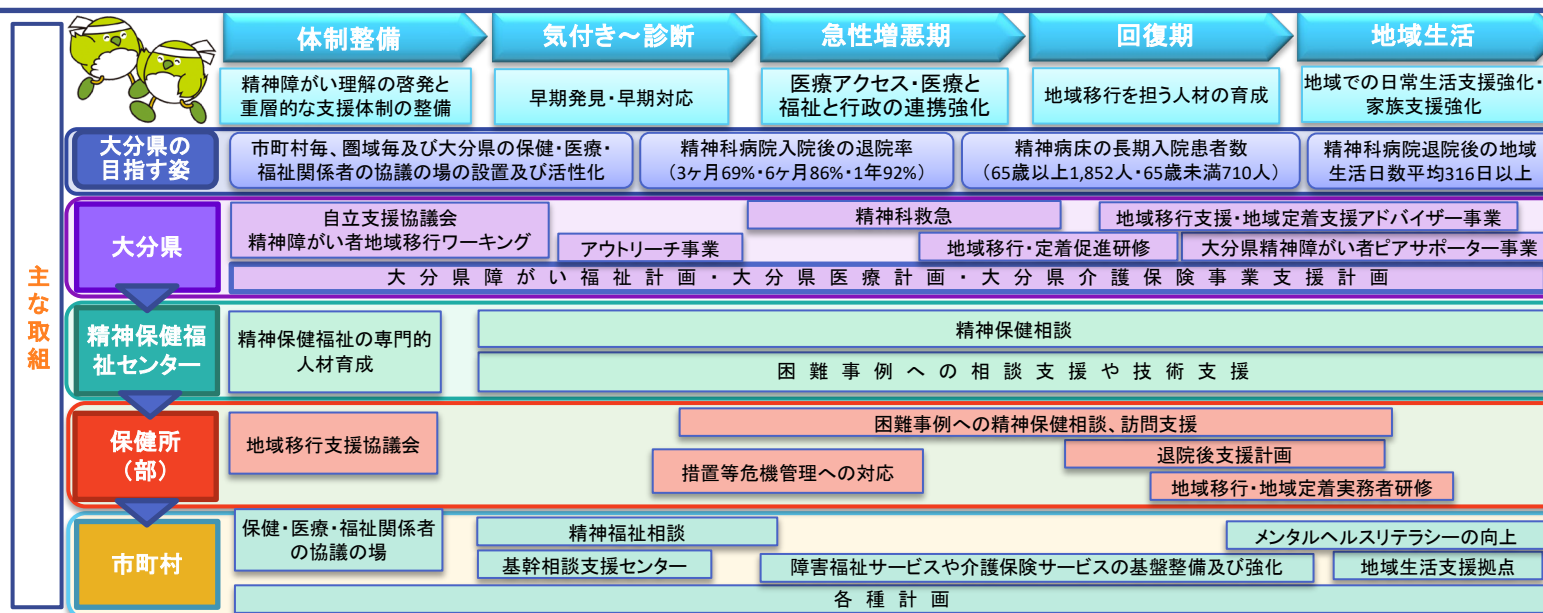 体制整備
気付き～診断
急性増悪期
回復期
地域生活
精神障がい理解の啓発と
重層的な支援体制の整備
早期発見・早期対応
医療アクセス・医療と
福祉と行政の連携強化
地域移行を担う人材の育成
地域での日常生活支援強化・
家族支援強化
主な取組
大分県の
目指す姿
市町村毎、圏域毎及び大分県の保健・医療・
福祉関係者の協議の場の設置及び活性化
精神科病院入院後の退院率
(3ヶ月69%・6ヶ月86%・1年92%)
精神病床の長期入院患者数
(65歳以上1,852人・65歳未満710人)
精神科病院退院後の地域
生活日数平均316日以上
大分県
自立支援協議会
精神障がい者地域移行ワーキング
アウトリーチ事業
精神科救急
地域移行・定着促進研修
地域移行支援・地域定着支援アドバイザー事業
大分県精神障がい者ピアサポーター事業
大分県障がい福祉計画・大分県医療計画・大分県介護保険事業支援計画
精神保健福
祉センター
精神保健福祉の専門的
人材育成
精神保健相談
困難事例への相談支援や技術支援
保健所
(部)
地域移行支援協議会
困難事例への精神保健相談、訪問支援
措置等危機管理への対応
退院後支援計画
地域移行・地域定着実務者研修
市町村
保健・医療・福祉関係者
の協議の場
精神福祉相談
基幹相談支援センター
障害福祉サービスや介護保険サービスの基盤整備及び強化
メンタルヘルスリテラシーの向上
地域生活支援拠点
各種計画